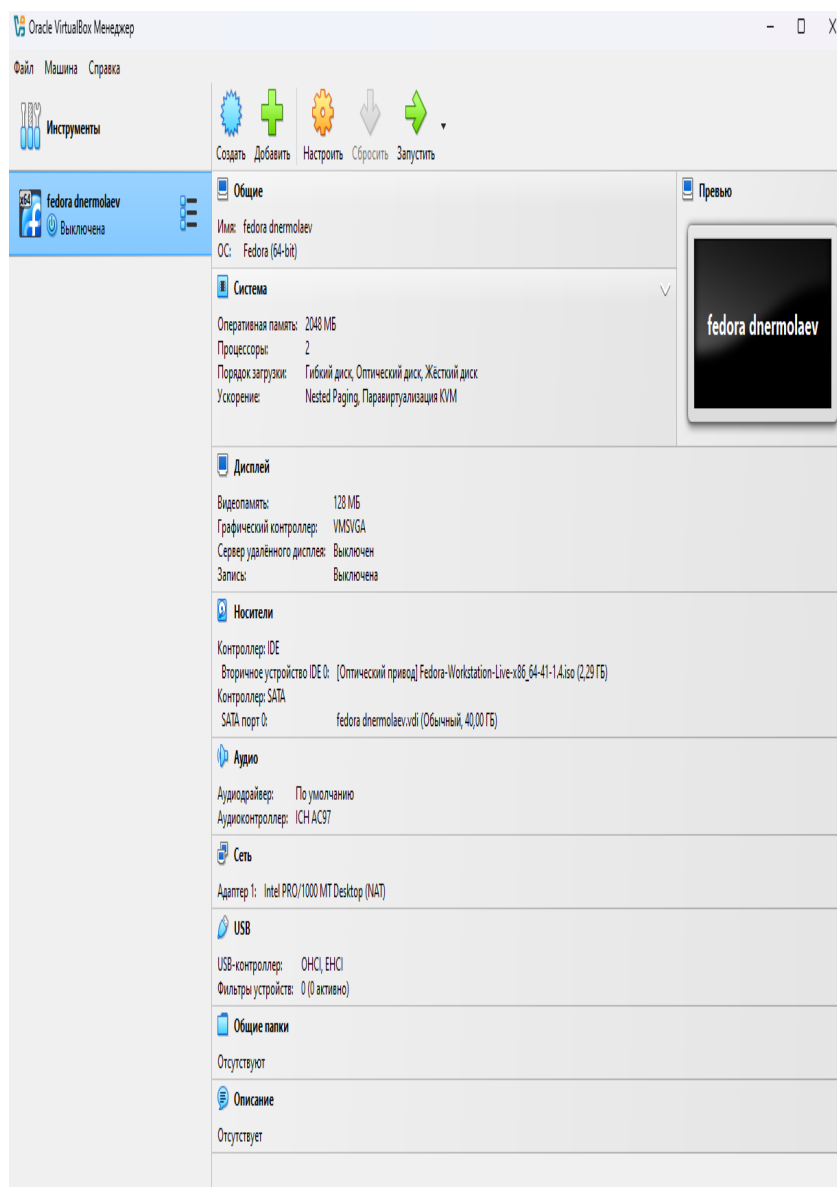 Oracle VirtualBox Менеджер
Файл Машина Справка
Инструменты
Создать Добавить Настроить Сбросить Запустить
x64
fedora dnermolaev
Выключена
Общие
Имя: fedora dnermolaev
ОС: Fedora (64-bit)
Превью
fedora dnermolaev
Система
Оперативная память: 2048 МБ
Процессоры: 2
Порядок загрузки: Гибкий диск, Оптический диск, Жёсткий диск
Ускорение: Nested Paging, Паравиртуализация KVM
Дисплей
Видеопамять: 128 МБ
Графический контроллер: VMSVGA
Сервер удалённого дисплея: Выключен
Запись: Выключена
Носители
Контроллер: IDE
Вторичное устройство IDE 0: [Оптический привод] Fedora-Workstation-Live-x86_64-41-1.4.iso (2,29 ГБ)
Контроллер: SATA
SATA порт 0: fedora dnermolaev.vdi (Обычный, 40,00 ГБ)
Аудио
Аудиодрайвер: По умолчанию
Аудиоконтроллер: ICH AC97
Сеть
Адаптер 1: Intel PRO/1000 MT Desktop (NAT)
USB
USB-контроллер: OHCI, EHCI
Фильтры устройств: 0 (0 активно)
Общие папки
Отсутствуют
Описание
Отсутствует